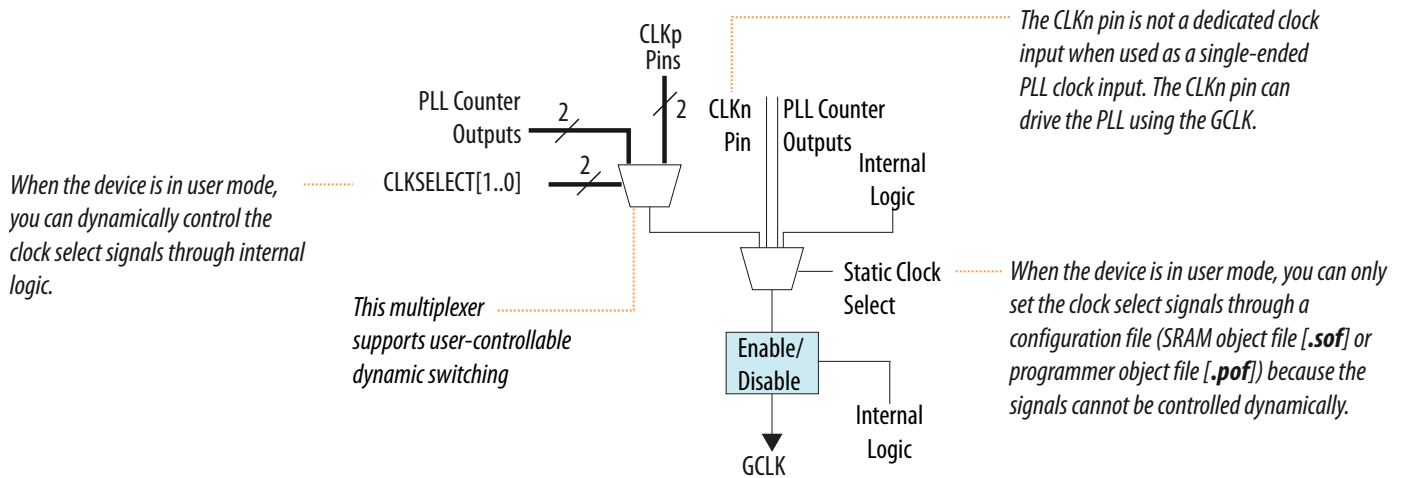 CLKp
Pins
2
PLL Counter
Outputs
2
CLKSELECT[1..0]
2
When the device is in user mode,
you can dynamically control the
clock select signals through internal
logic.
This multiplexer
supports user-controllable
dynamic switching
CLKn
Pin
PLL Counter
Outputs
Internal
Logic
The CLKn pin is not a dedicated clock
input when used as a single-ended
PLL clock input. The CLKn pin can
drive the PLL using the GCLK.
Static Clock
Select
When the device is in user mode, you can only
set the clock select signals through a
configuration file (SRAM object file [.sof] or
programmer object file [.pof]) because the
signals cannot be controlled dynamically.
Enable/
Disable
Internal
Logic
GCLK